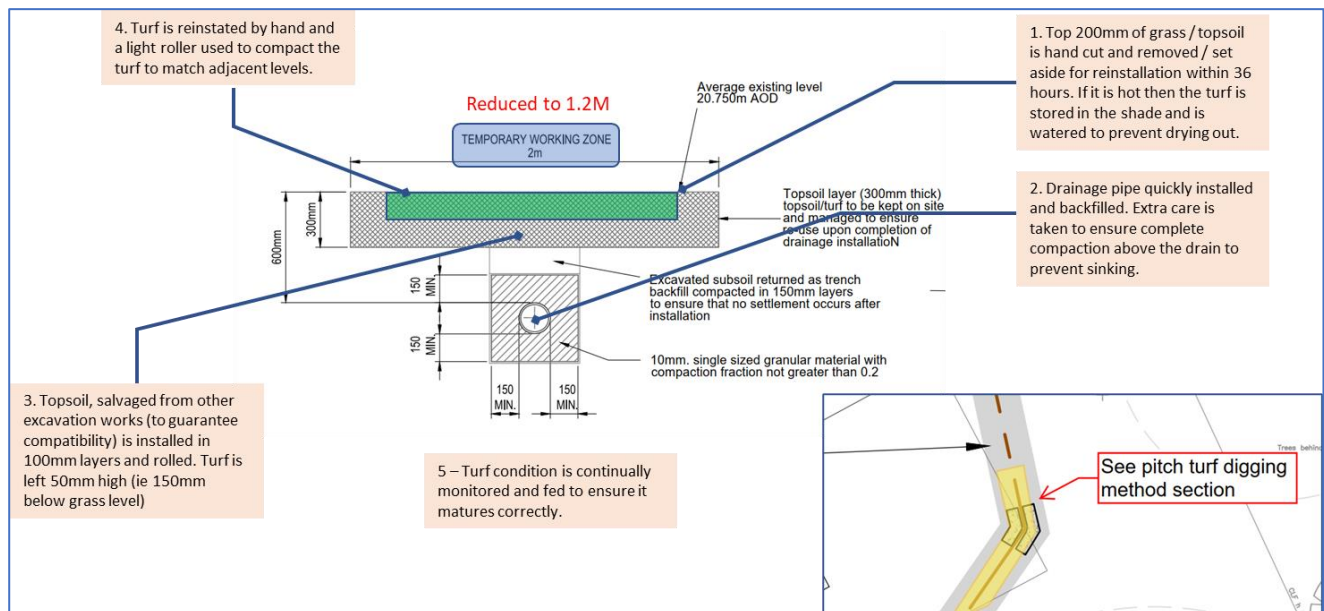 4. Turf is reinstated by hand and
a light roller used to compact the
turf to match adjacent levels.
1. Top 200mm of grass / topsoil
is hand cut and removed / set
aside for reinstallation within 36
hours. If it is hot then the turf is
stored in the shade and is
watered to prevent drying out.
Average existing level
20.750m AOD
Reduced to 1.2M
TEMPORARY WORKING ZONE
2m
2. Drainage pipe quickly installed
and backfilled. Extra care is
taken to ensure complete
compaction above the drain to
prevent sinking.
Topsoil layer (300mm thick)
topsoil/turf to be kept on site
and managed to ensure
re-use upon completion of
drainage installatioN
600mm
300mm
150
MIN.
150
MIN.
Excavated subsoil returned as trench
backfill compacted in 150mm layers
to ensure that no settlement occurs after
installation
10mm. single sized granular material with
compaction fraction not greater than 0.2
150
MIN.
150
MIN.
3. Topsoil, salvaged from other
excavation works (to guarantee
compatibility) is installed in
100mm layers and rolled. Turf is
left 50mm high (ie 150mm
below grass level)
5 – Turf condition is continually
monitored and fed to ensure it
matures correctly.
Trees behind
See pitch turf digging
method section